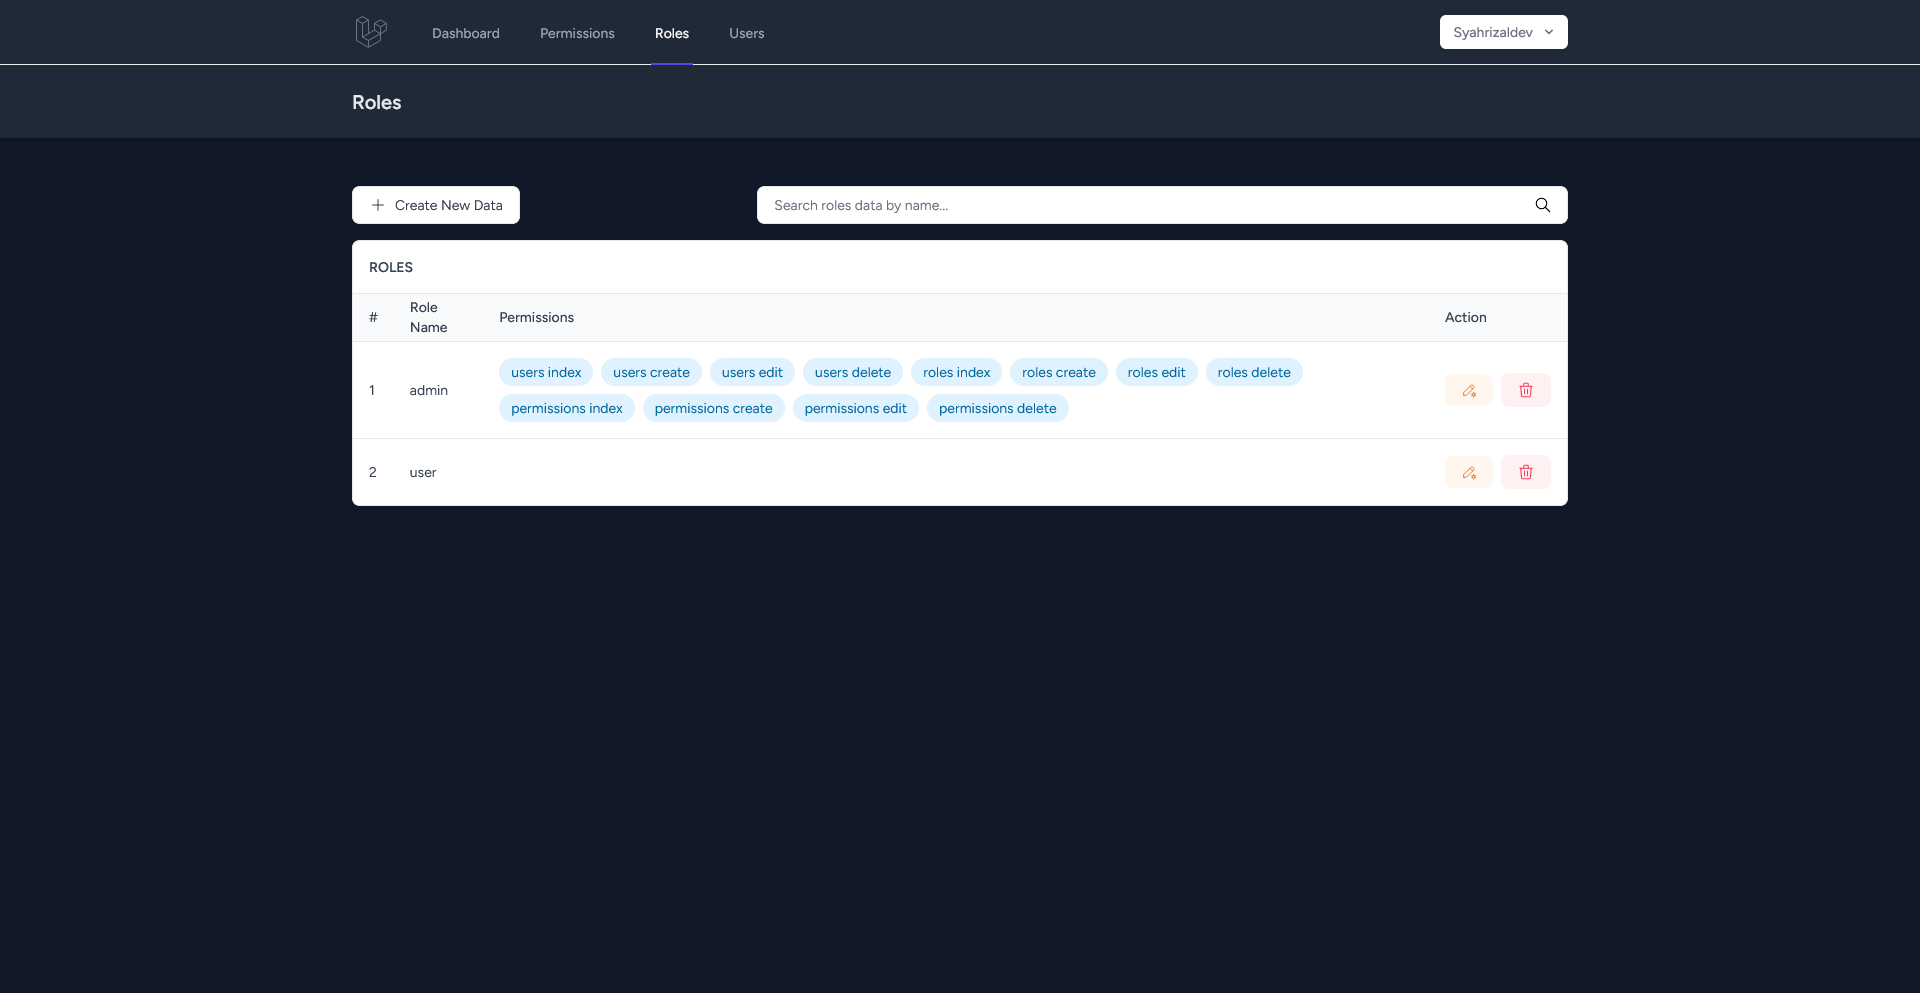 Dashboard Permissions Roles Users Syahrizaldev
Roles
Create New Data Search roles data by name...
ROLES
# Role Name Permissions Action
1 admin users index users create users edit users delete roles index roles create roles edit roles delete
permissions index permissions create permissions edit permissions delete
2 user